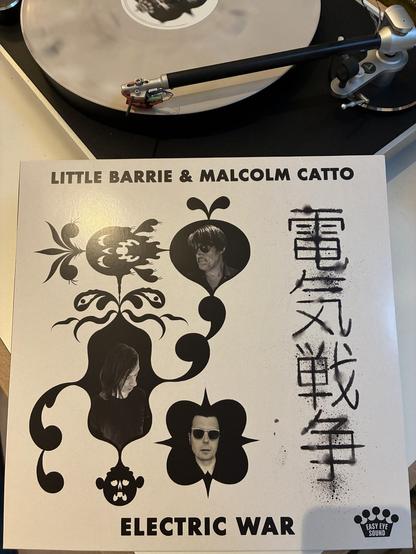 LITTLE BARRIE & MALCOLM CATTO
電気戦争
ELECTRIC WAR
EASY EYE
SOUND